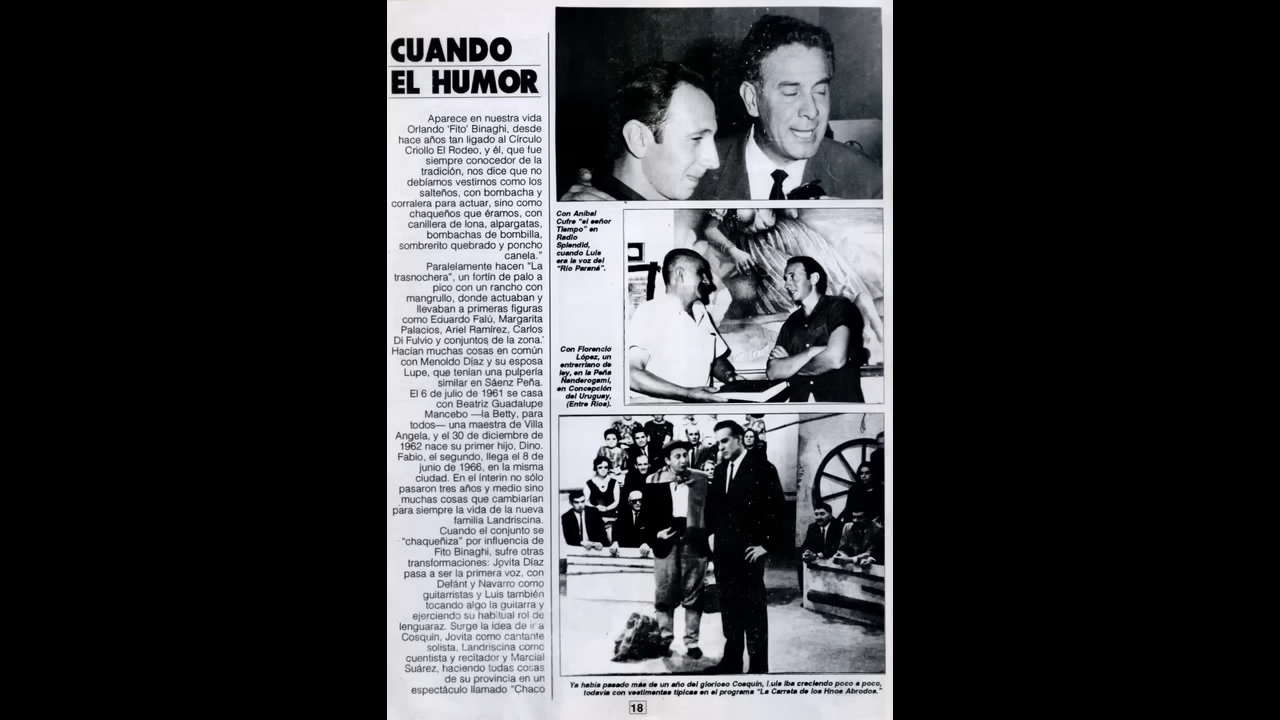 CUANDO
EL HUMOR
Aparece en nuestra vida
Orlando 'Fito' Binaghi, desde
hace años tan ligado al Círculo
Criollo El Rodeo, y él, que fue
siempre conocedor de la
tradición, nos dice que no
debíamos vestirnos como los
salteños, con bombacha y
corralera para actuar, sino como
chaqueños que éramos, con
canillera de lona, alpargatas,
bombachas de bombilla,
sombrerito quebrado y poncho
canela."
Paralelamente hacen "La
trasnochera", un fortín de palo a
pico con un rancho con
mangrullo, donde actuaban y
llevaban a primeras figuras
como Eduardo Falú, Margarita
Palacios, Ariel Ramírez, Carlos
Di Fulvio y conjuntos de la zona.
Hacían muchas cosas en común
con Menoldo Díaz y su esposa
Lupe, que tenían una pulpería
similar en Sáenz Peña.
El 6 de julio de 1961 se casa
con Beatriz Guadalupe
Mancebo —la Betty, para
todos— una maestra de Villa
Angela, y el 30 de diciembre de
1962 nace su primer hijo, Dino.
Fabio, el segundo, llega el 8 de
junio de 1966, en la misma
ciudad. En el ínterin no sólo
pasaron tres años y medio sino
muchas cosas que cambiarían
para siempre la vida de la nueva
familia Landriscina.
Cuando el conjunto se
"chaqueñiza" por influencia de
Fito Binaghi, sufre otras
transformaciones: Jovita Díaz
pasa a ser la primera voz, con
Defánt y Navarro como
guitarristas y Luis también
tocando algo la guitarra y
ejerciendo su habitual rol de
lenguaraz. Surge la idea de ir a
Cosquín, Jovita como cantante
solista, Landriscina como
cuentista y recitador y Marcial
Suárez, haciendo todas cosas
de su provincia en un
espectáculo llamado "Chaco
Con Aníbal
Cufre "el señor
Tiempo" en
Radio
Splendid,
cuando Luis
era la voz del
"Río Paraná".
Con Florencio
López, un
entrerriano de
ley, en la Peña
Ñanderogami,
en Concepción
del Uruguay,
(Entre Ríos).
Ya había pasado más de un año del glorioso Cosquín, Luis iba creciendo poco a poco,
todavía con vestimentas típicas en el programa "La Carreta de los Hnos Abrodos."
18